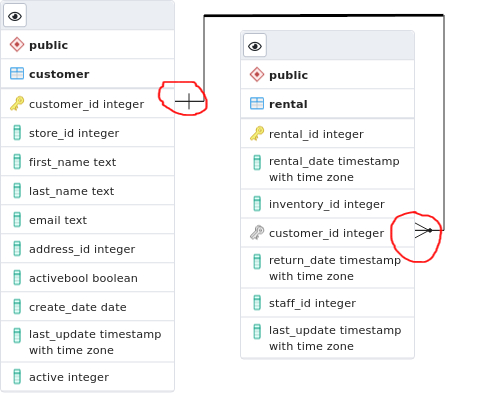 public
customer
customer_id integer
store_id integer
first_name text
last_name text
email text
address_id integer
activebool boolean
create_date date
last_update timestamp
with time zone
active integer
public
rental
rental_id integer
rental_date timestamp
with time zone
inventory_id integer
customer_id integer
return_date timestamp
with time zone
staff_id integer
last_update timestamp
with time zone